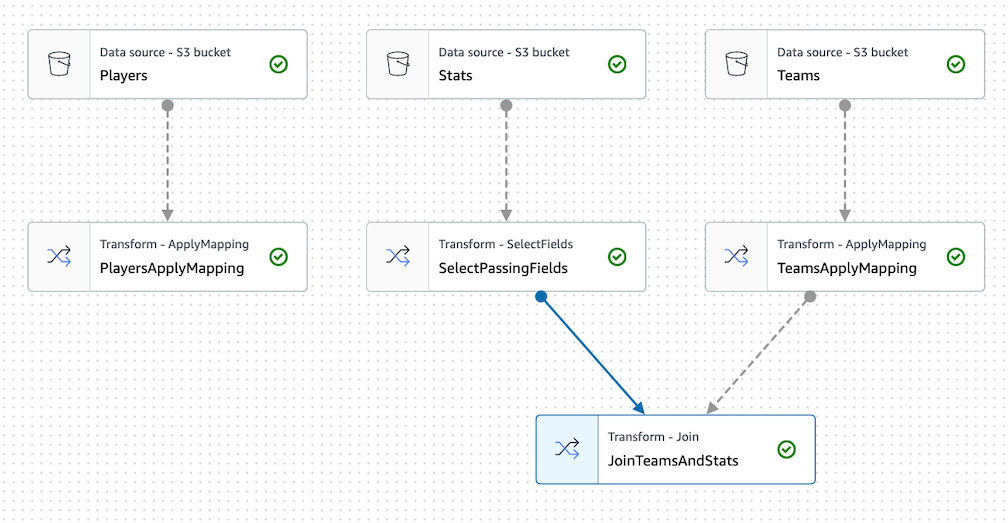 Data source - S3 bucket
Players
Data source - S3 bucket
Stats
Data source - S3 bucket
Teams
Transform - ApplyMapping
PlayersApplyMapping
Transform - SelectFields
SelectPassingFields
Transform - ApplyMapping
TeamsApplyMapping
Transform - Join
JoinTeamsAndStats